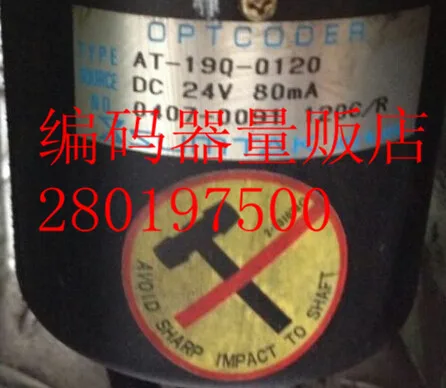 OPTCODER
TYPE AT-19Q-0120
SOURCE DC 24V 80mA
NO.
编码器量贩店
280197500
AVOID SHARP IMPACT TO SHAFT